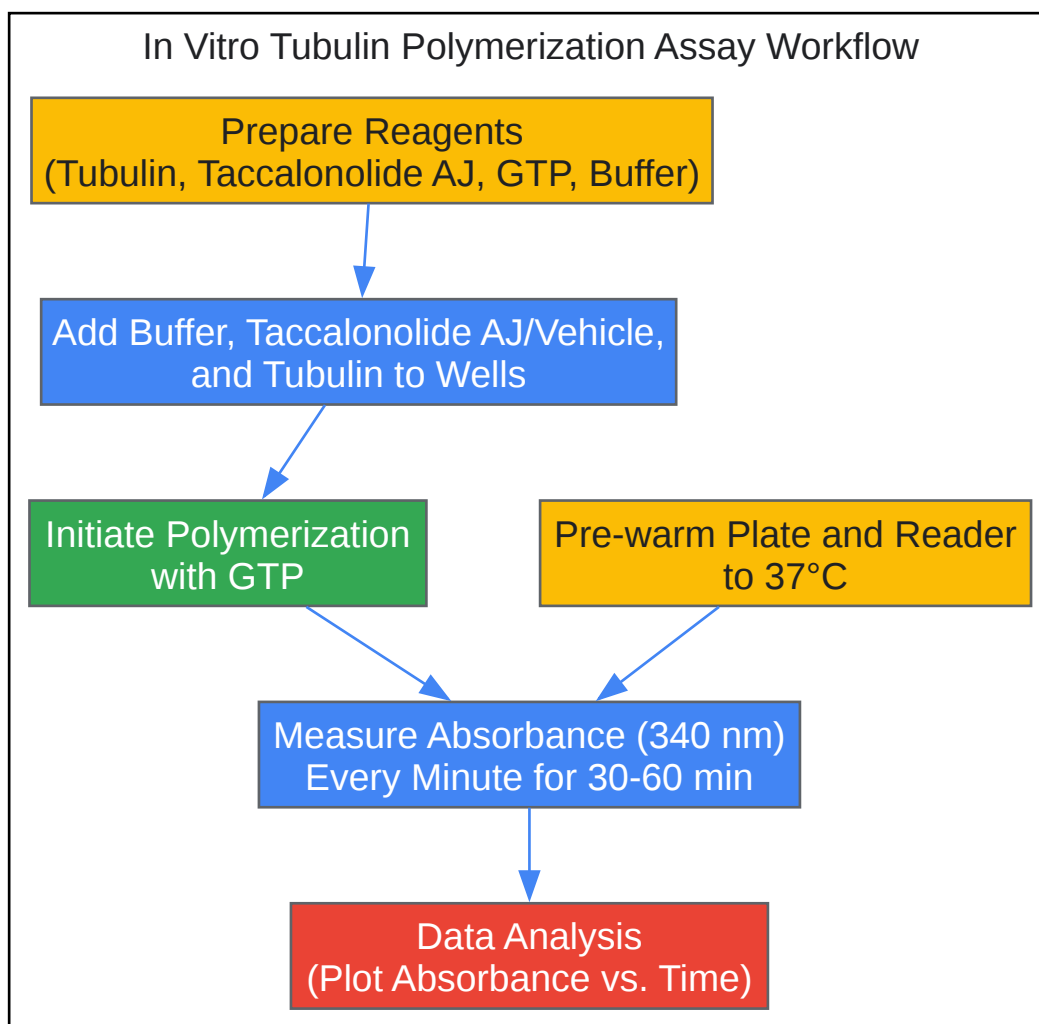 In Vitro Tubulin Polymerization Assay Workflow
Prepare Reagents
(Tubulin, Taccalonolide AJ, GTP, Buffer)
Add Buffer, Taccalonolide AJ/Vehicle,
and Tubulin to Wells
Initiate Polymerization
with GTP
Pre-warm Plate and Reader
to 37°C
Measure Absorbance (340 nm)
Every Minute for 30-60 min
Data Analysis
(Plot Absorbance vs. Time)